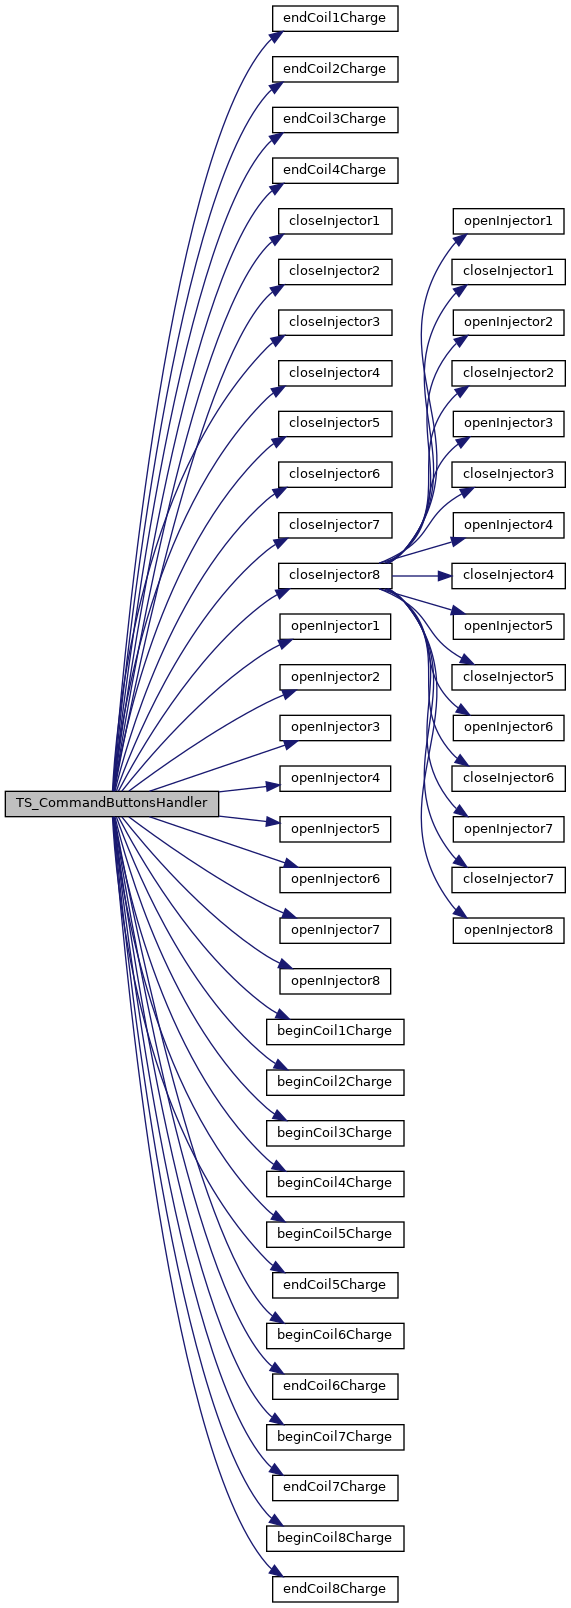 TS_CommandButtonsHandler
endCoil1Charge
endCoil2Charge
endCoil3Charge
endCoil4Charge
closeInjector1
closeInjector2
closeInjector3
closeInjector4
closeInjector5
closeInjector6
closeInjector7
closeInjector8
openInjector1
openInjector2
openInjector3
openInjector4
openInjector5
openInjector6
openInjector7
openInjector8
beginCoil1Charge
beginCoil2Charge
beginCoil3Charge
beginCoil4Charge
beginCoil5Charge
endCoil5Charge
beginCoil6Charge
endCoil6Charge
beginCoil7Charge
endCoil7Charge
beginCoil8Charge
endCoil8Charge
openInjector1
closeInjector1
openInjector2
closeInjector2
openInjector3
closeInjector3
openInjector4
closeInjector4
openInjector5
closeInjector5
openInjector6
closeInjector6
openInjector7
closeInjector7
openInjector8